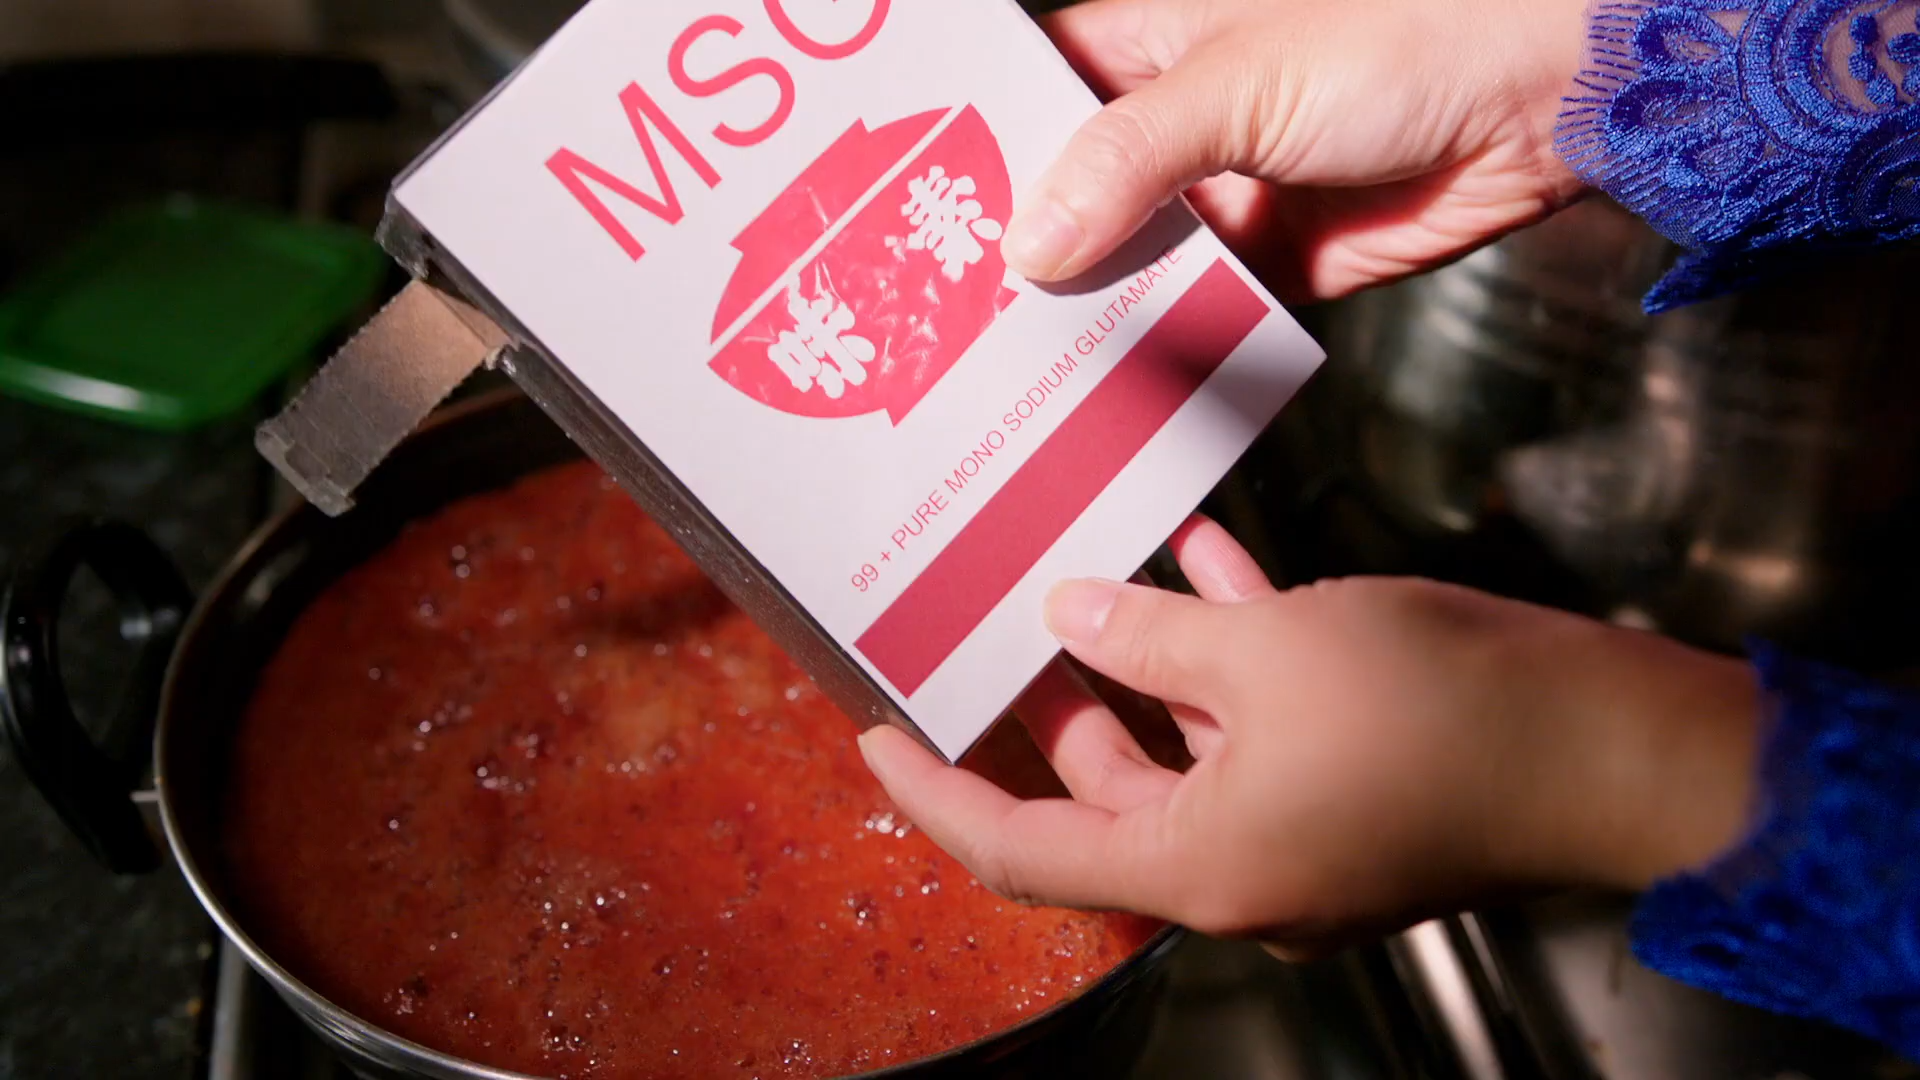 MSG
味素
99 + PURE MONO SODIUM GLUTAMATE